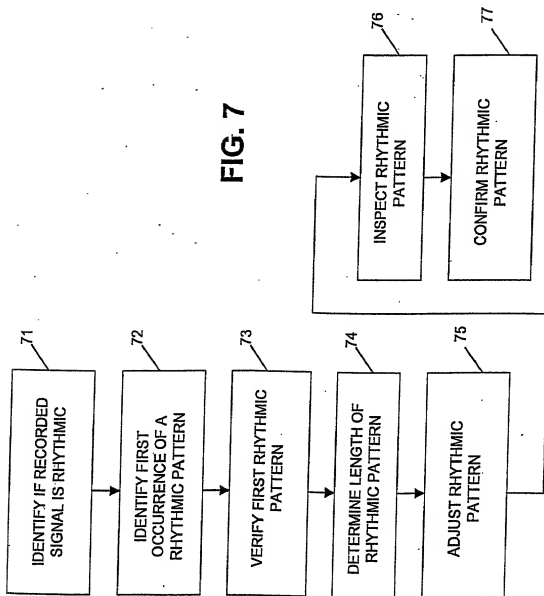 71
IDENTIFY IF RECORDED
SIGNAL IS RHYTHMIC
72
IDENTIFY FIRST
OCCURRENCE OF A
RHYTHMIC PATTERN
73
VERIFY FIRST RHYTHMIC
PATTERN
74
DETERMINE LENGTH OF
RHYTHMIC PATTERN
75
ADJUST RHYTHMIC
PATTERN
76
INSPECT RHYTHMIC
PATTERN
77
CONFIRM RHYTHMIC
PATTERN
FIG. 7